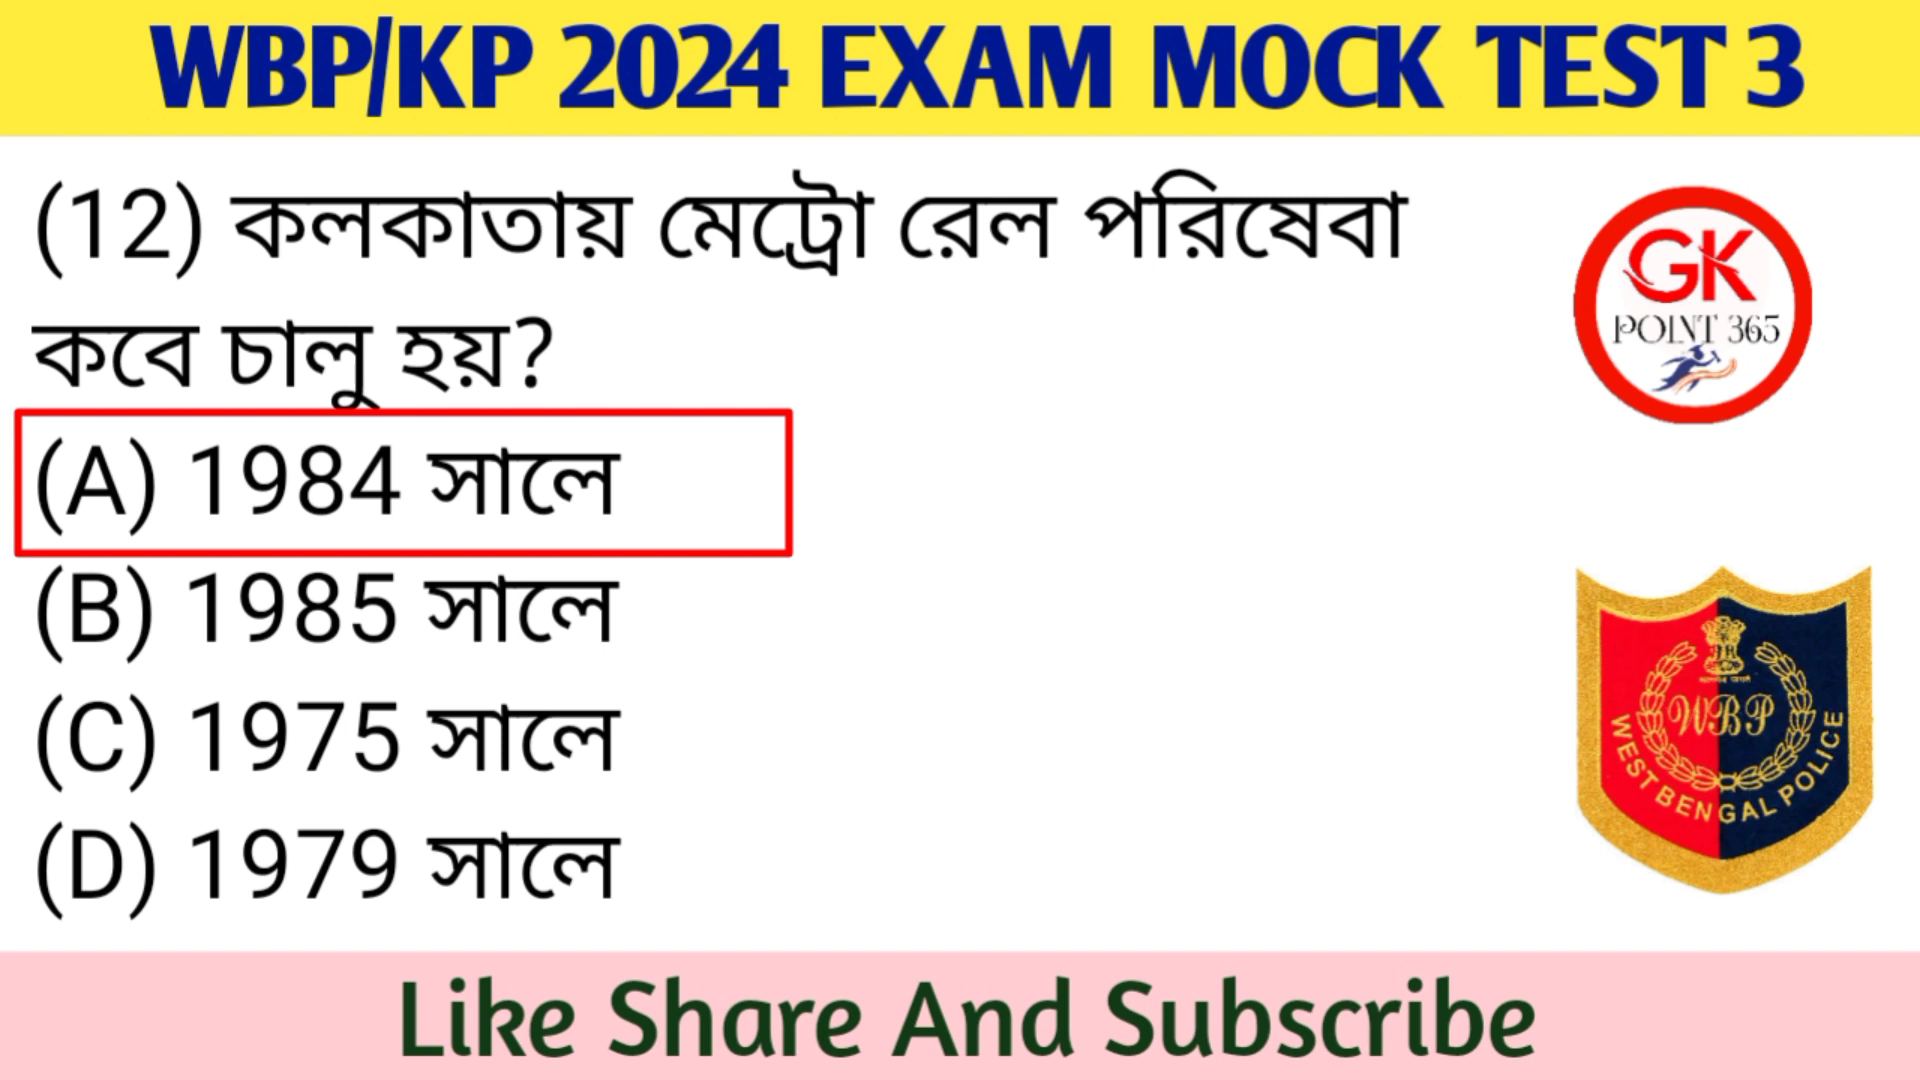 WBP/KP 2024 EXAM MOCK TEST 3
(12) কলকাতায় মেট্রো রেল পরিষেবা
কবে চালু হয়?
(A) 1984 সালে
(B) 1985 সালে
(C) 1975 সালে
(D) 1979 সালে
GK
POINT 365
WBP
WEST BENGAL POLICE
Like Share And Subscribe